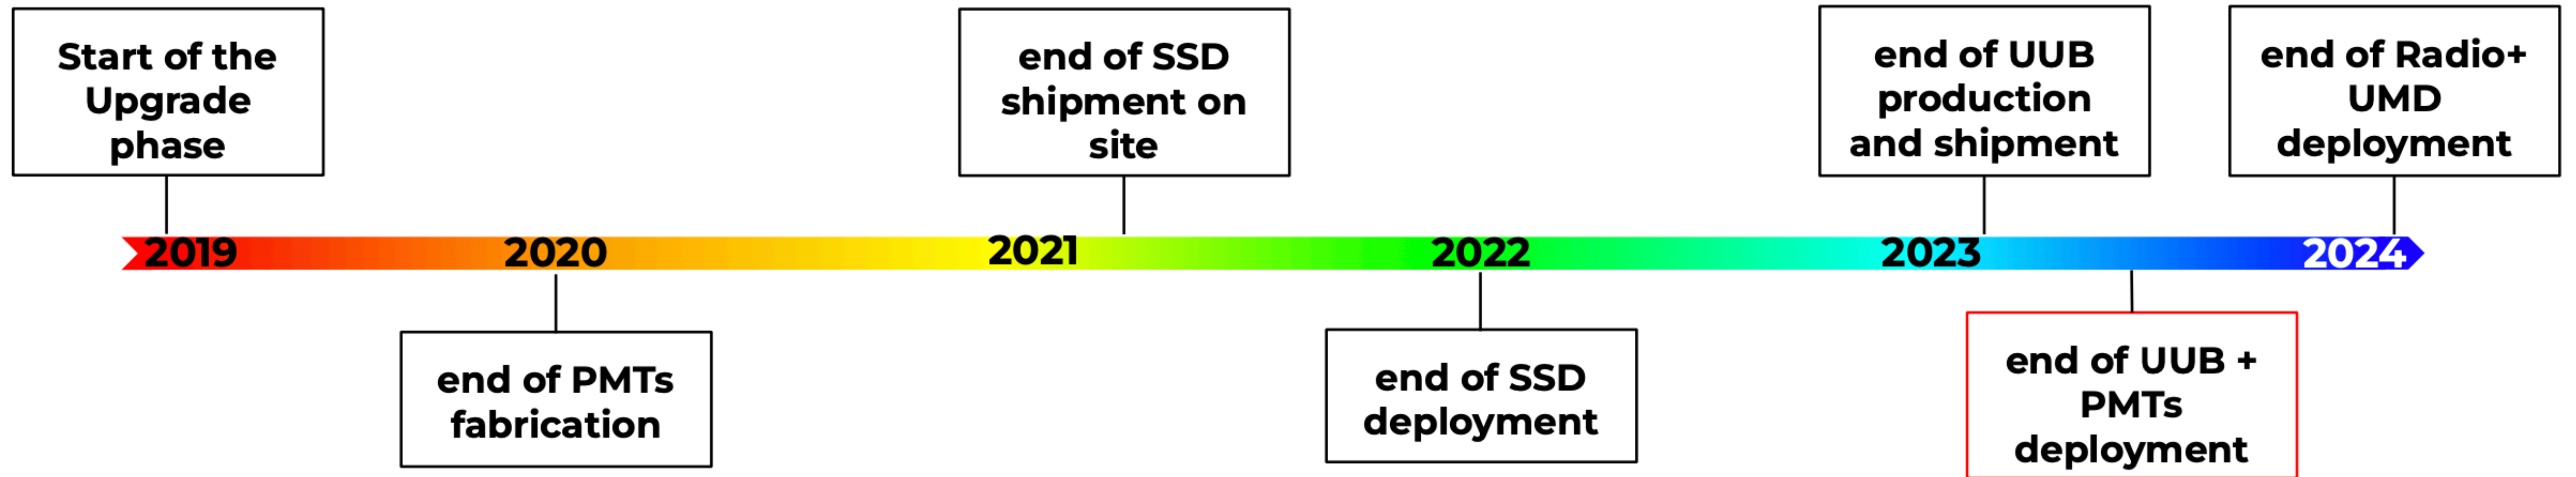 Start of the
Upgrade
phase
end of SSD
shipment on
site
end of UUB
production
and shipment
end of Radio+
UMD
deployment
2019
2020
2021
2022
2023
2024
end of PMTs
fabrication
end of SSD
deployment
end of UUB +
PMTs
deployment